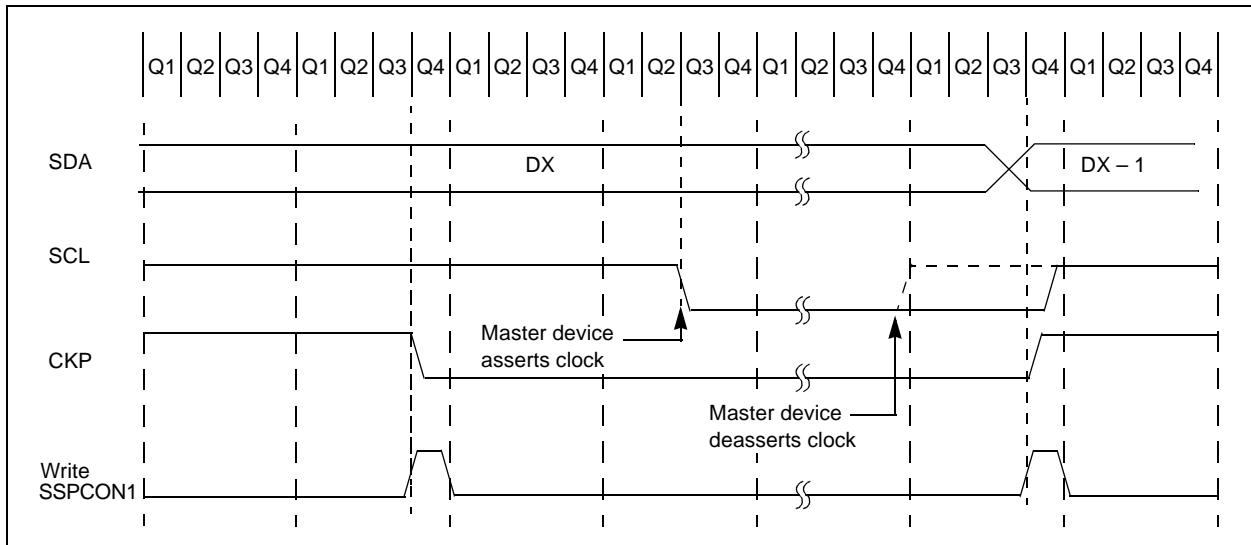 Q1 Q2 Q3 Q4 Q1 Q2 Q3 Q4 Q1 Q2 Q3 Q4 Q1 Q2 Q3 Q4 Q1 Q2 Q3 Q4 Q1 Q2 Q3 Q4 Q1 Q2 Q3 Q4
SDA
DX
DX – 1
SCL
Master device
asserts clock
CKP
Master device
deasserts clock
Write
SSPCON1